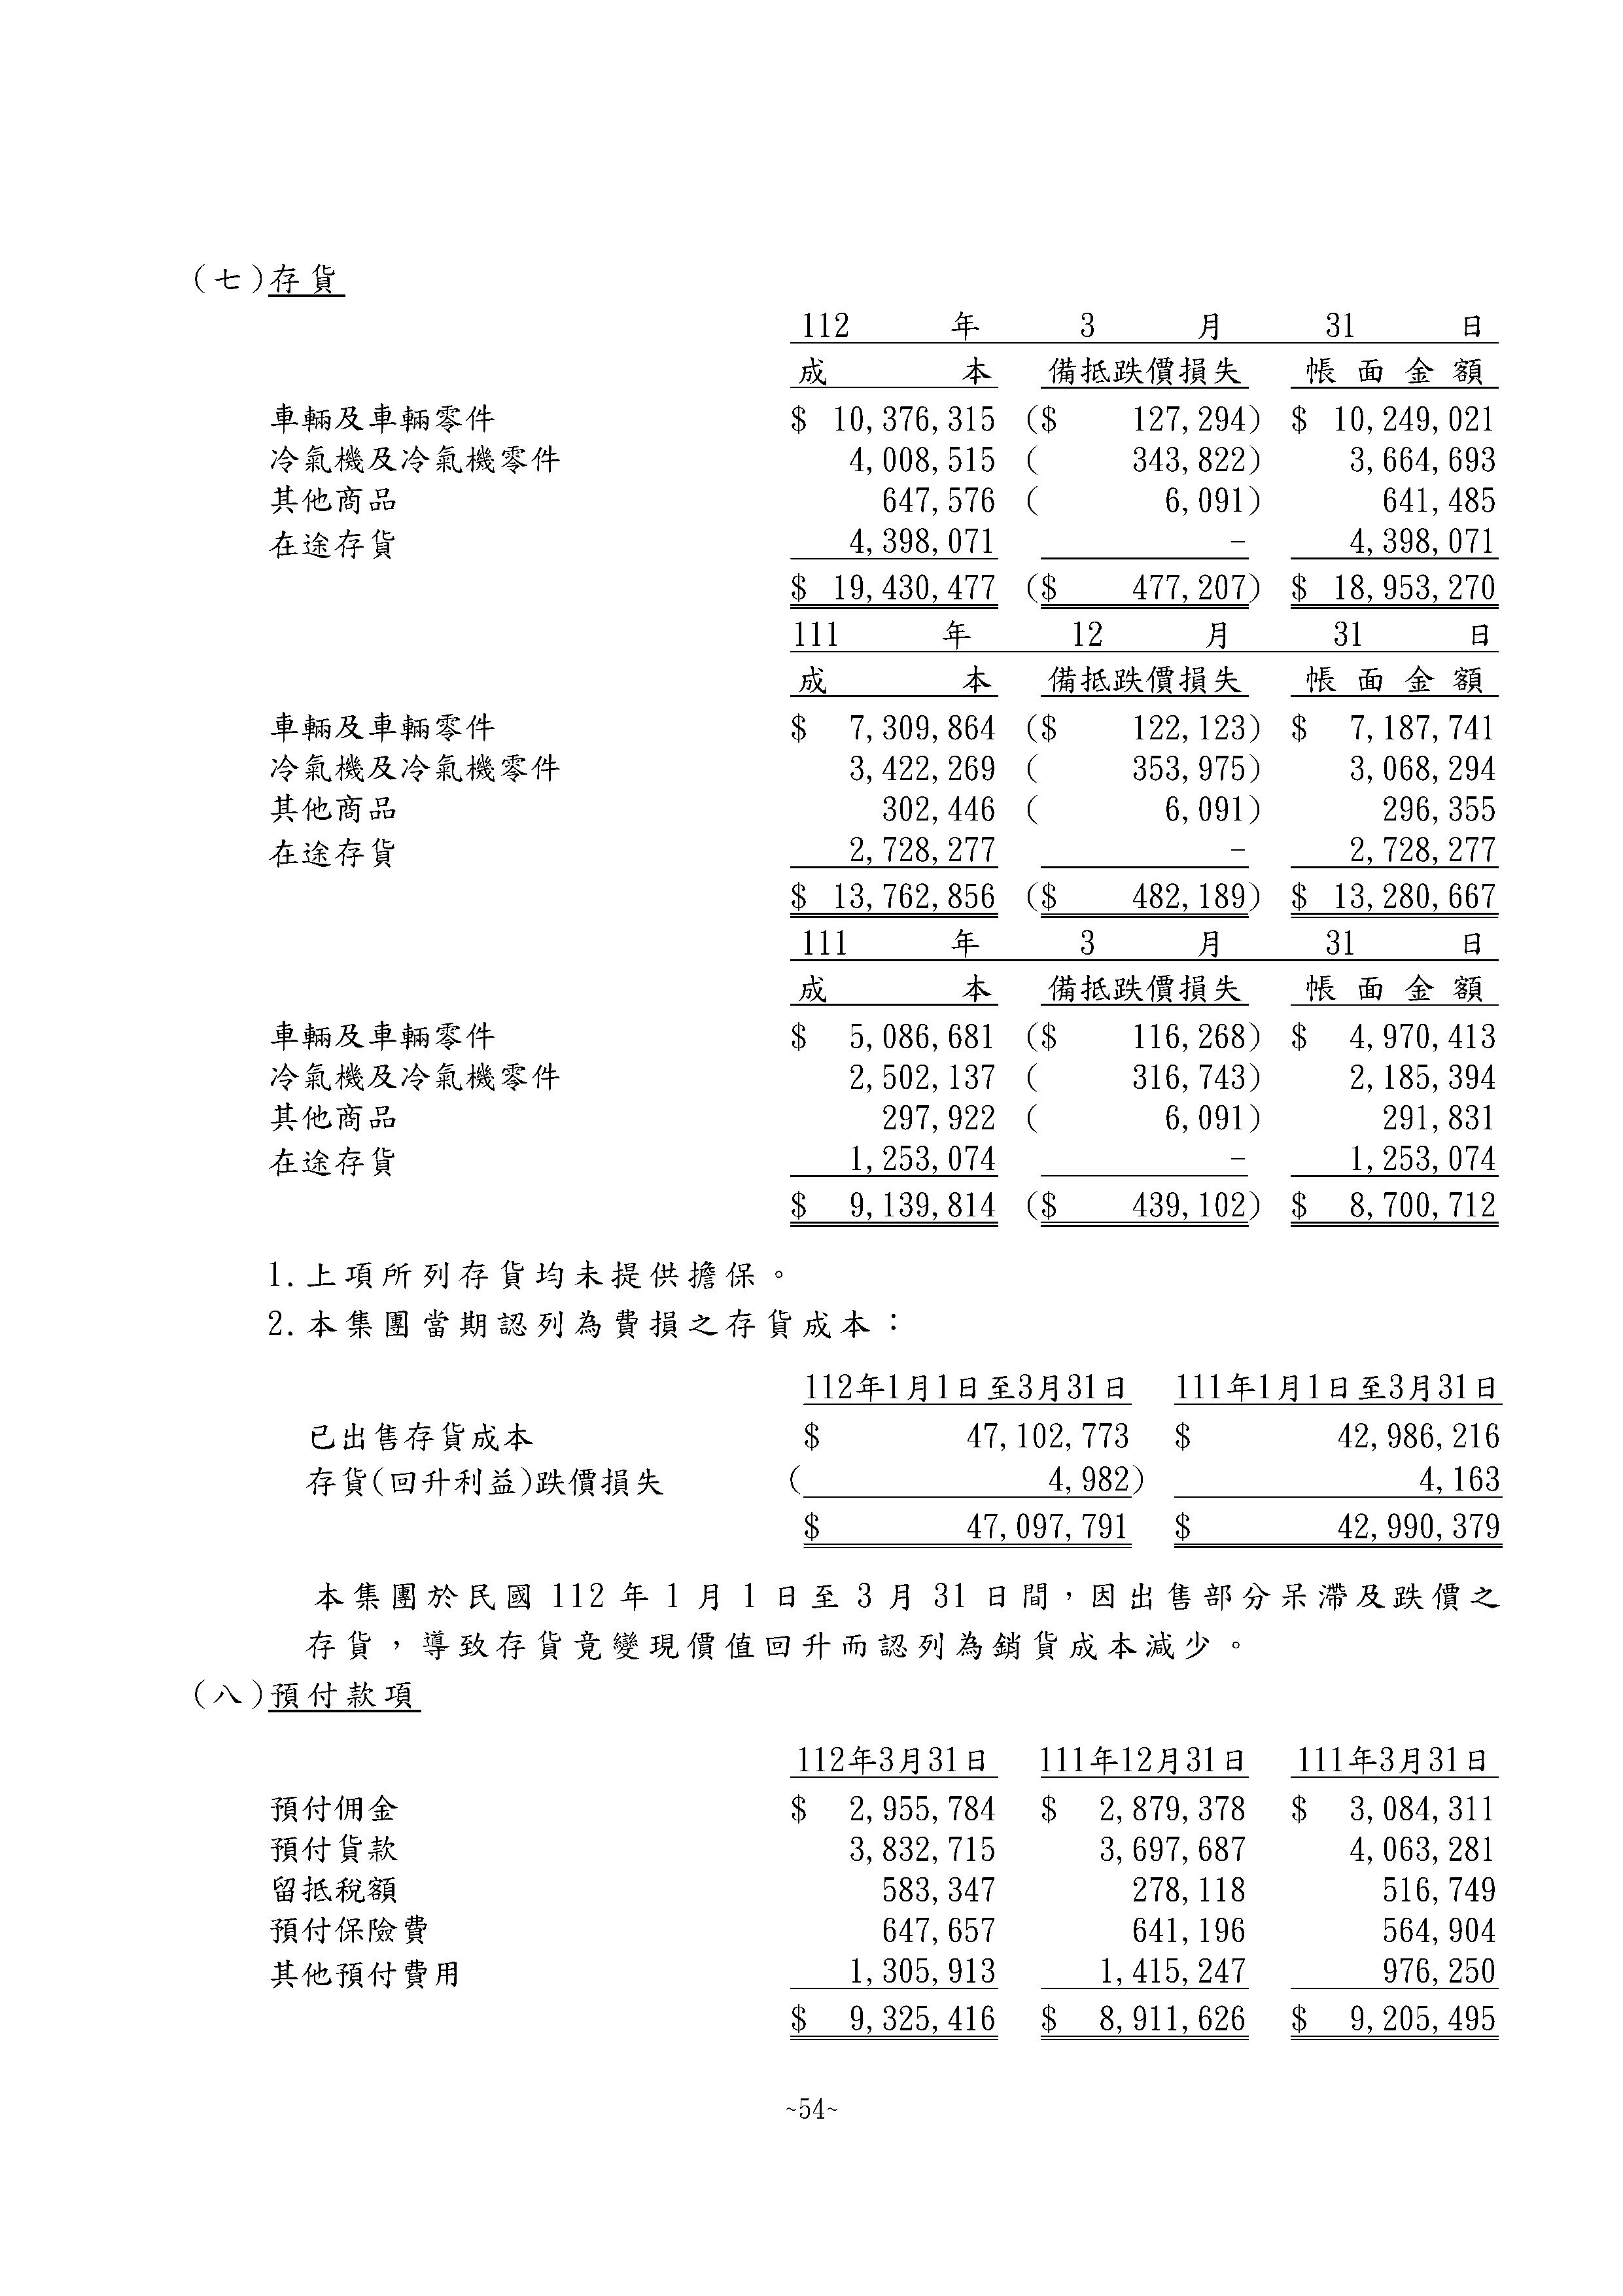 (七)存貨
112 年 3 月 31 日
成 本 備抵跌價損失 帳面金額
車輛及車輛零件 $ 10,376,315 ($ 127,294) $ 10,249,021
冷氣機及冷氣機零件 4,008,515 ( 343,822) 3,664,693
其他商品 647,576 ( 6,091) 641,485
在途存貨 4,398,071 - 4,398,071
$ 19,430,477 ($ 477,207) $ 18,953,270
111 年 12 月 31 日
成 本 備抵跌價損失 帳面金額
車輛及車輛零件 $ 7,309,864 ($ 122,123) $ 7,187,741
冷氣機及冷氣機零件 3,422,269 ( 353,975) 3,068,294
其他商品 302,446 ( 6,091) 296,355
在途存貨 2,728,277 - 2,728,277
$ 13,762,856 ($ 482,189) $ 13,280,667
111 年 3 月 31 日
成 本 備抵跌價損失 帳面金額
車輛及車輛零件 $ 5,086,681 ($ 116,268) $ 4,970,413
冷氣機及冷氣機零件 2,502,137 ( 316,743) 2,185,394
其他商品 297,922 ( 6,091) 291,831
在途存貨 1,253,074 - 1,253,074
$ 9,139,814 ($ 439,102) $ 8,700,712
1.上項所列存貨均未提供擔保。
2.本集團當期認列為費損之存貨成本：
112年1月1日至3月31日 111年1月1日至3月31日
已出售存貨成本 $ 47,102,773 $ 42,986,216
存貨(回升利益)跌價損失 ( 4,982) 4,163
$ 47,097,791 $ 42,990,379
本集團於民國 112 年 1 月 1 日至 3 月 31 日間，因出售部分呆滯及跌價之
存貨，導致存貨竟變現價值回升而認列為銷貨成本減少。
(八)預付款項
112年3月31日 111年12月31日 111年3月31日
預付佣金 $ 2,955,784 $ 2,879,378 $ 3,084,311
預付貨款 3,832,715 3,697,687 4,063,281
留抵稅額 583,347 278,118 516,749
預付保險費 647,657 641,196 564,904
其他預付費用 1,305,913 1,415,247 976,250
$ 9,325,416 $ 8,911,626 $ 9,205,495
~54~